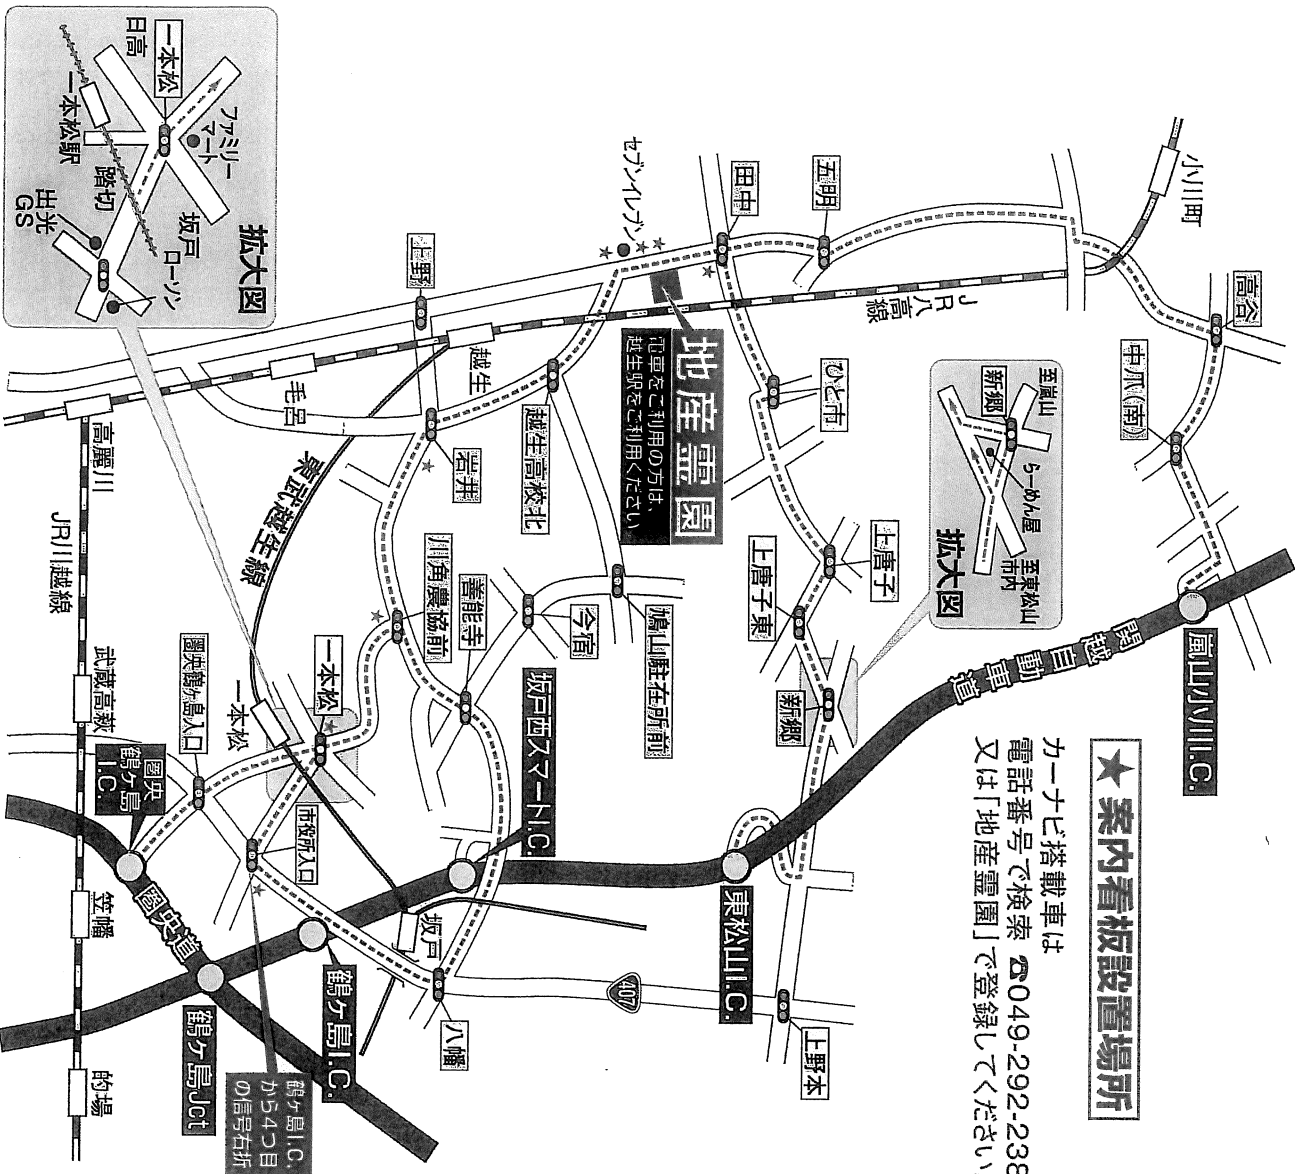 ★ 案内看板設置場所
カーナビ搭載車は
電話番号で検索 ☎049-292-238
又は「地産霊園」で登録してください
小川町
高谷
中爪(南)
嵐山小川I.C.
関越自動車道
至嵐山
新郷
らーめん屋
至東松山
市内
拡大図
五明
田中
セブンイレブン
JR八高線
ひと市
上唐子
上唐子東
新郷
東松山I.C.
上野本
407
地産霊園
電車をご利用の方は、
越生駅をご利用ください
上野
越生
毛呂
越生高校北
岩井
東武越生線
川角農協前
善能寺
今宿
鳩山駐在所前
坂戸西スマートI.C.
一本松
一本松
圏央鶴ヶ島入口
市役所入口
圏央
鶴ヶ島
I.C.
圏央道
坂戸
八幡
鶴ヶ島I.C.
鶴ヶ島Jct
鶴ヶ島I.C.
から4つ目
の信号右折
高麗川
JR川越線
武蔵高萩
笠幡
的場
拡大図
日高
一本松
ファミリー
マート
一本松駅
踏切
坂戸
ローソン
出光
GS